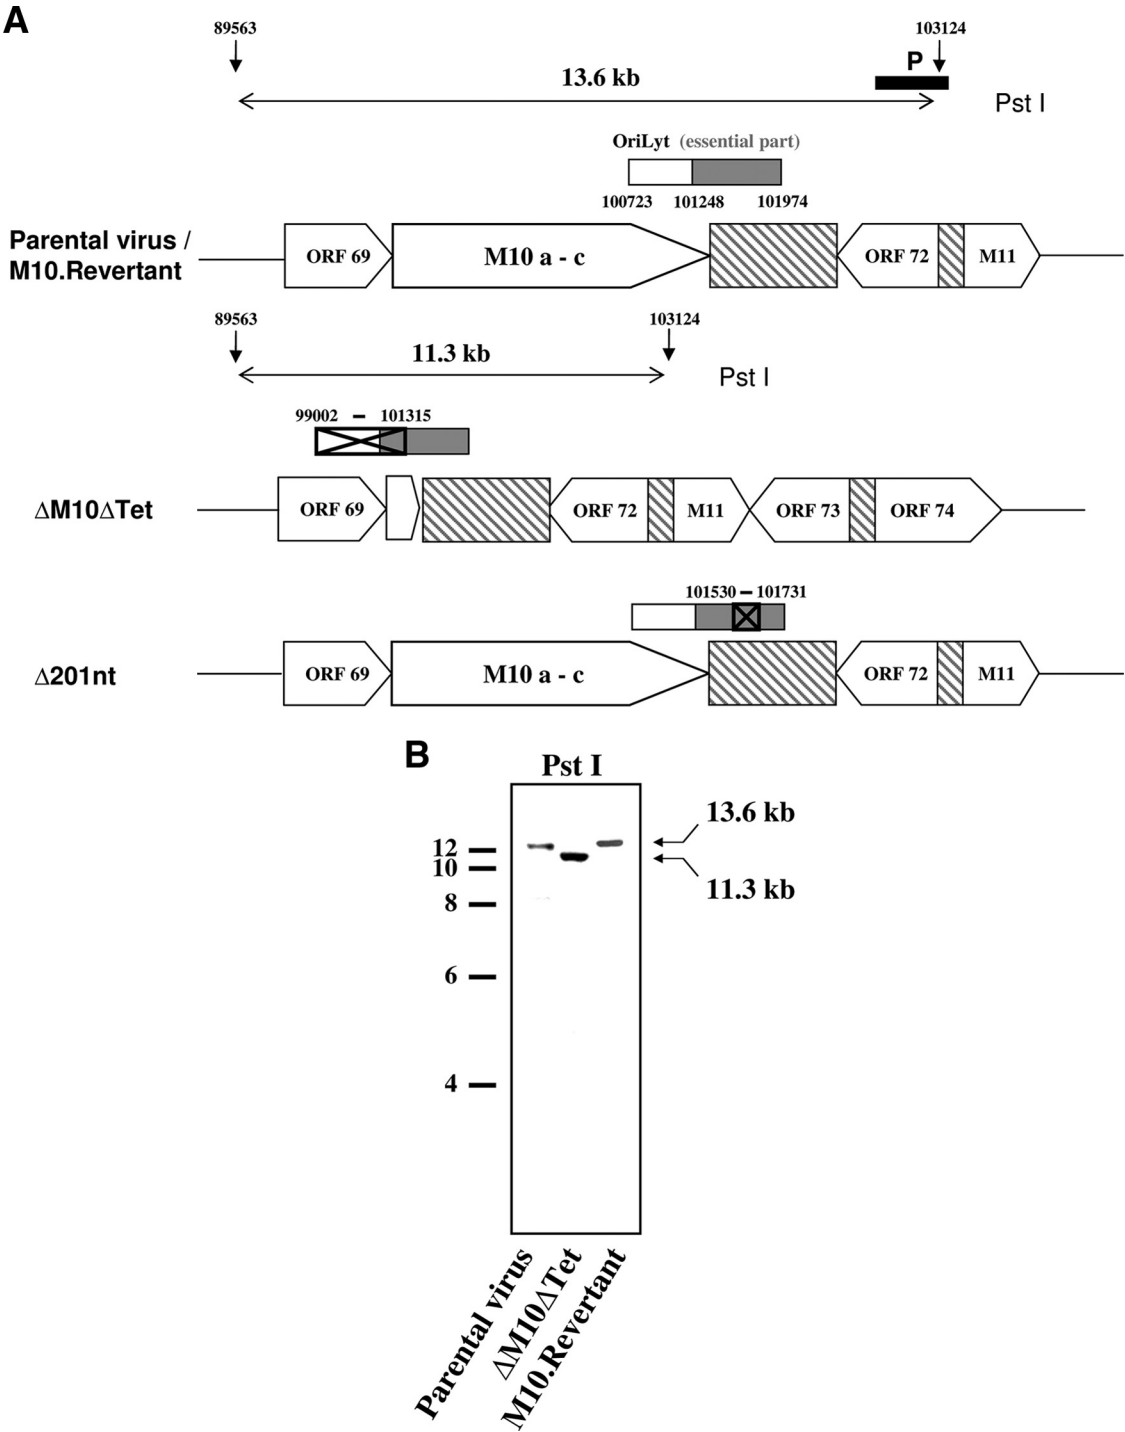 A
89563 103124
P
13.6 kb
Pst I
OriLyt (essential part)
100723 101248 101974
Parental virus /
M10.Revertant
ORF 69 M10 a - c ORF 72 M11
89563 103124
11.3 kb
Pst I
99002 – 101315
ΔM10ΔTet
ORF 69 ORF 72 M11 ORF 73 ORF 74
101530 – 101731
Δ201nt
ORF 69 M10 a - c ORF 72 M11
B
Pst I
13.6 kb
12
10
11.3 kb
8
6
4
Parental virus
ΔM10ΔTet
M10.Revertant